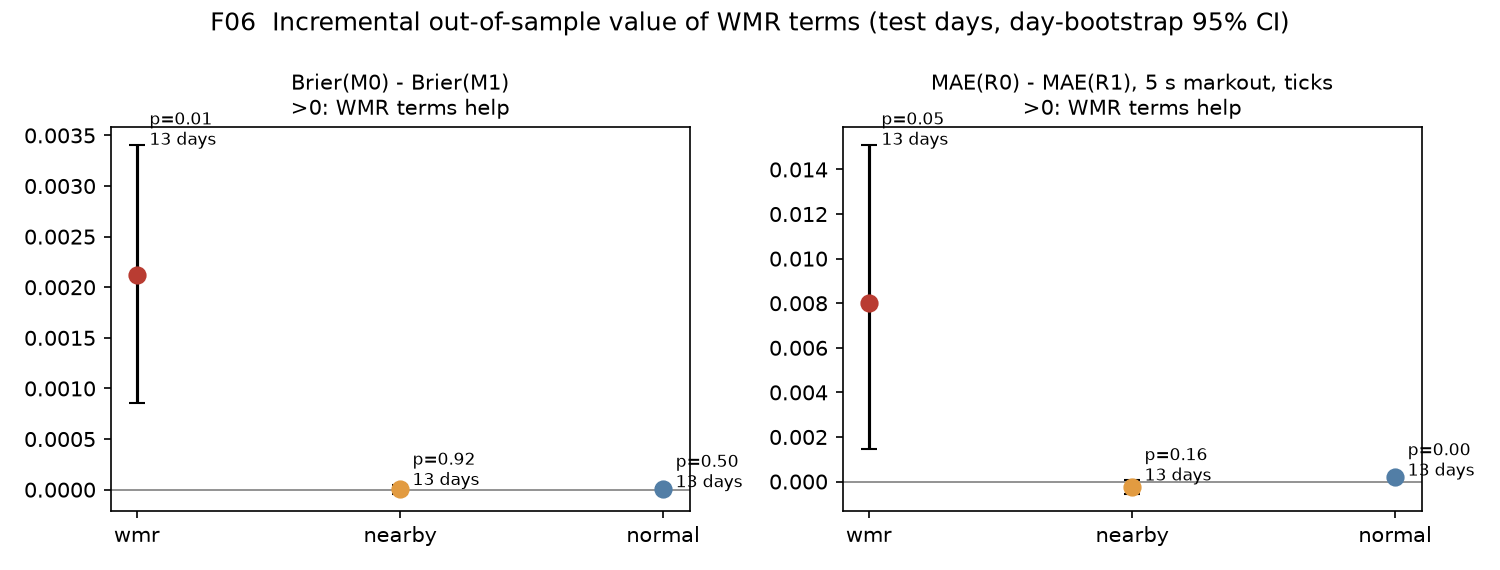 F06  Incremental out-of-sample value of WMR terms (test days, day-bootstrap 95% CI)
Brier(M0) - Brier(M1)
>0: WMR terms help
p=0.01
13 days
0.0035
0.0030
0.0025
0.0020
0.0015
0.0010
0.0005
0.0000
p=0.92
13 days
p=0.50
13 days
wmr
nearby
normal
MAE(R0) - MAE(R1), 5 s markout, ticks
>0: WMR terms help
p=0.05
13 days
0.014
0.012
0.010
0.008
0.006
0.004
0.002
0.000
p=0.16
13 days
p=0.00
13 days
wmr
nearby
normal